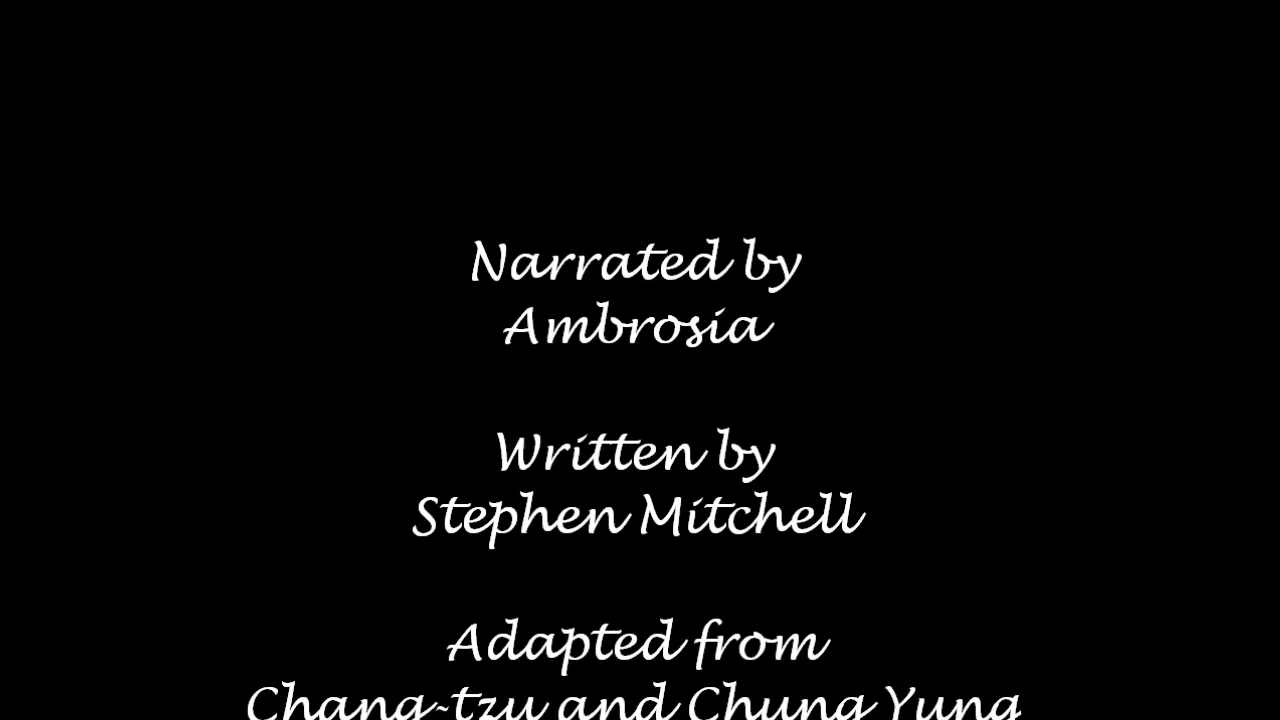 Narrated by
Ambrosia
Written by
Stephen Mitchell
Adapted from
Chang-tzu and Chung Yung